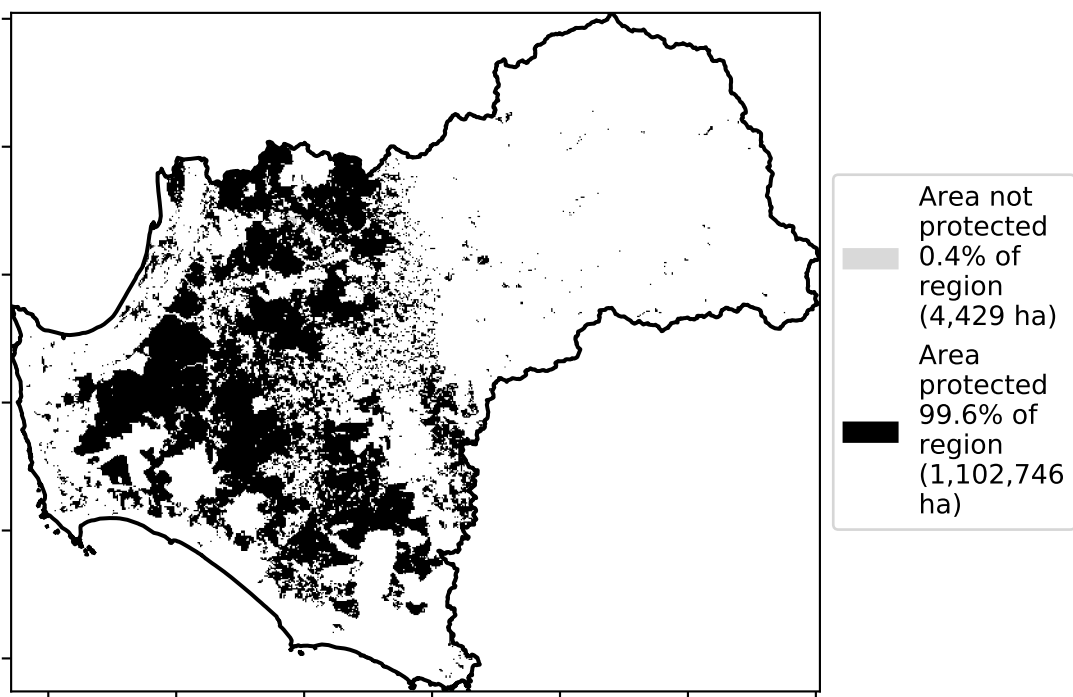 Area not
protected
0.4% of
region
(4,429 ha)
Area
protected
99.6% of
region
(1,102,746
ha)